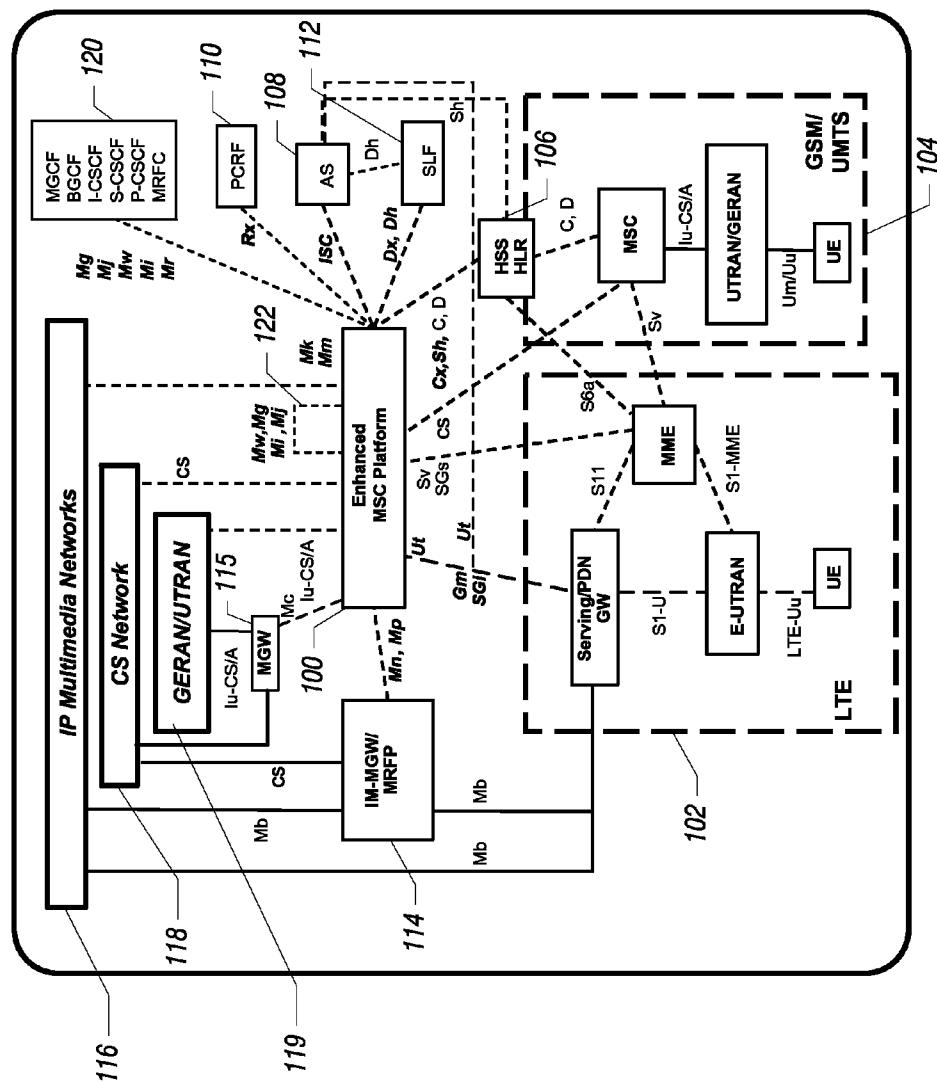 IP Multimedia Networks
CS Network
GERAN/UTRAN
116
118
119
MGCF
BGCF
I-CSCF
S-CSCF
P-CSCF
MRFC
120
Mg
Mj
Mw
Mi
Mr
PCRF
110
Rx
AS
108
ISC
Dh
SLF
112
Dx, Dh
Sh
Mk
Mm
122
Mw,Mg
Mi ,Mj
CS
Iu-CS/A
Mc
115
MGW
Iu-CS/A
100
Enhanced
MSC Platform
CS
Mb
IM-MGW/
MRFP
114
Mn, Mp
Mb
Mb
Ut
Gm
SGi
Ut
Sv
SGs
CS
Cx,Sh, C, D
HSS
HLR
106
C, D
S6a
Sv
MSC
Iu-CS/A
UTRAN/GERAN
Um/Uu
UE
GSM/
UMTS
104
Serving/PDN
GW
S11
MME
S1-MME
S1-U
E-UTRAN
LTE-Uu
UE
LTE
102